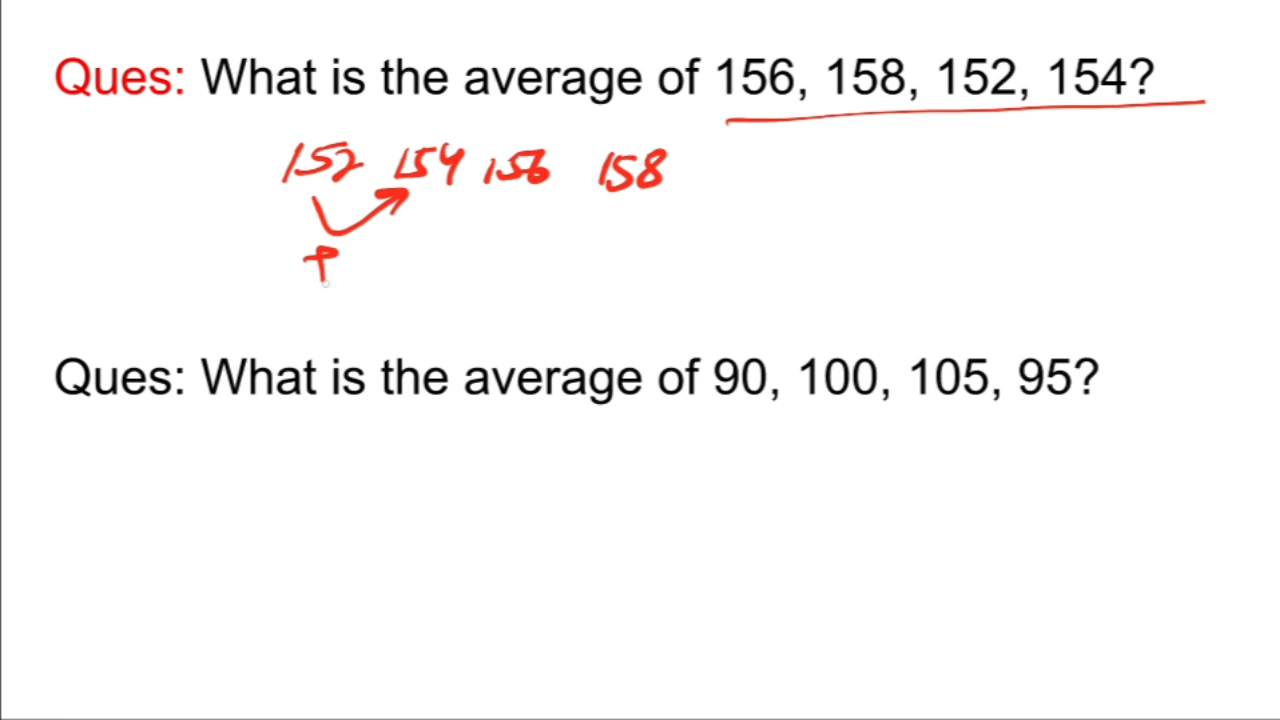 Ques: What is the average of 156, 158, 152, 154?
152 154 156 158
+
Ques: What is the average of 90, 100, 105, 95?